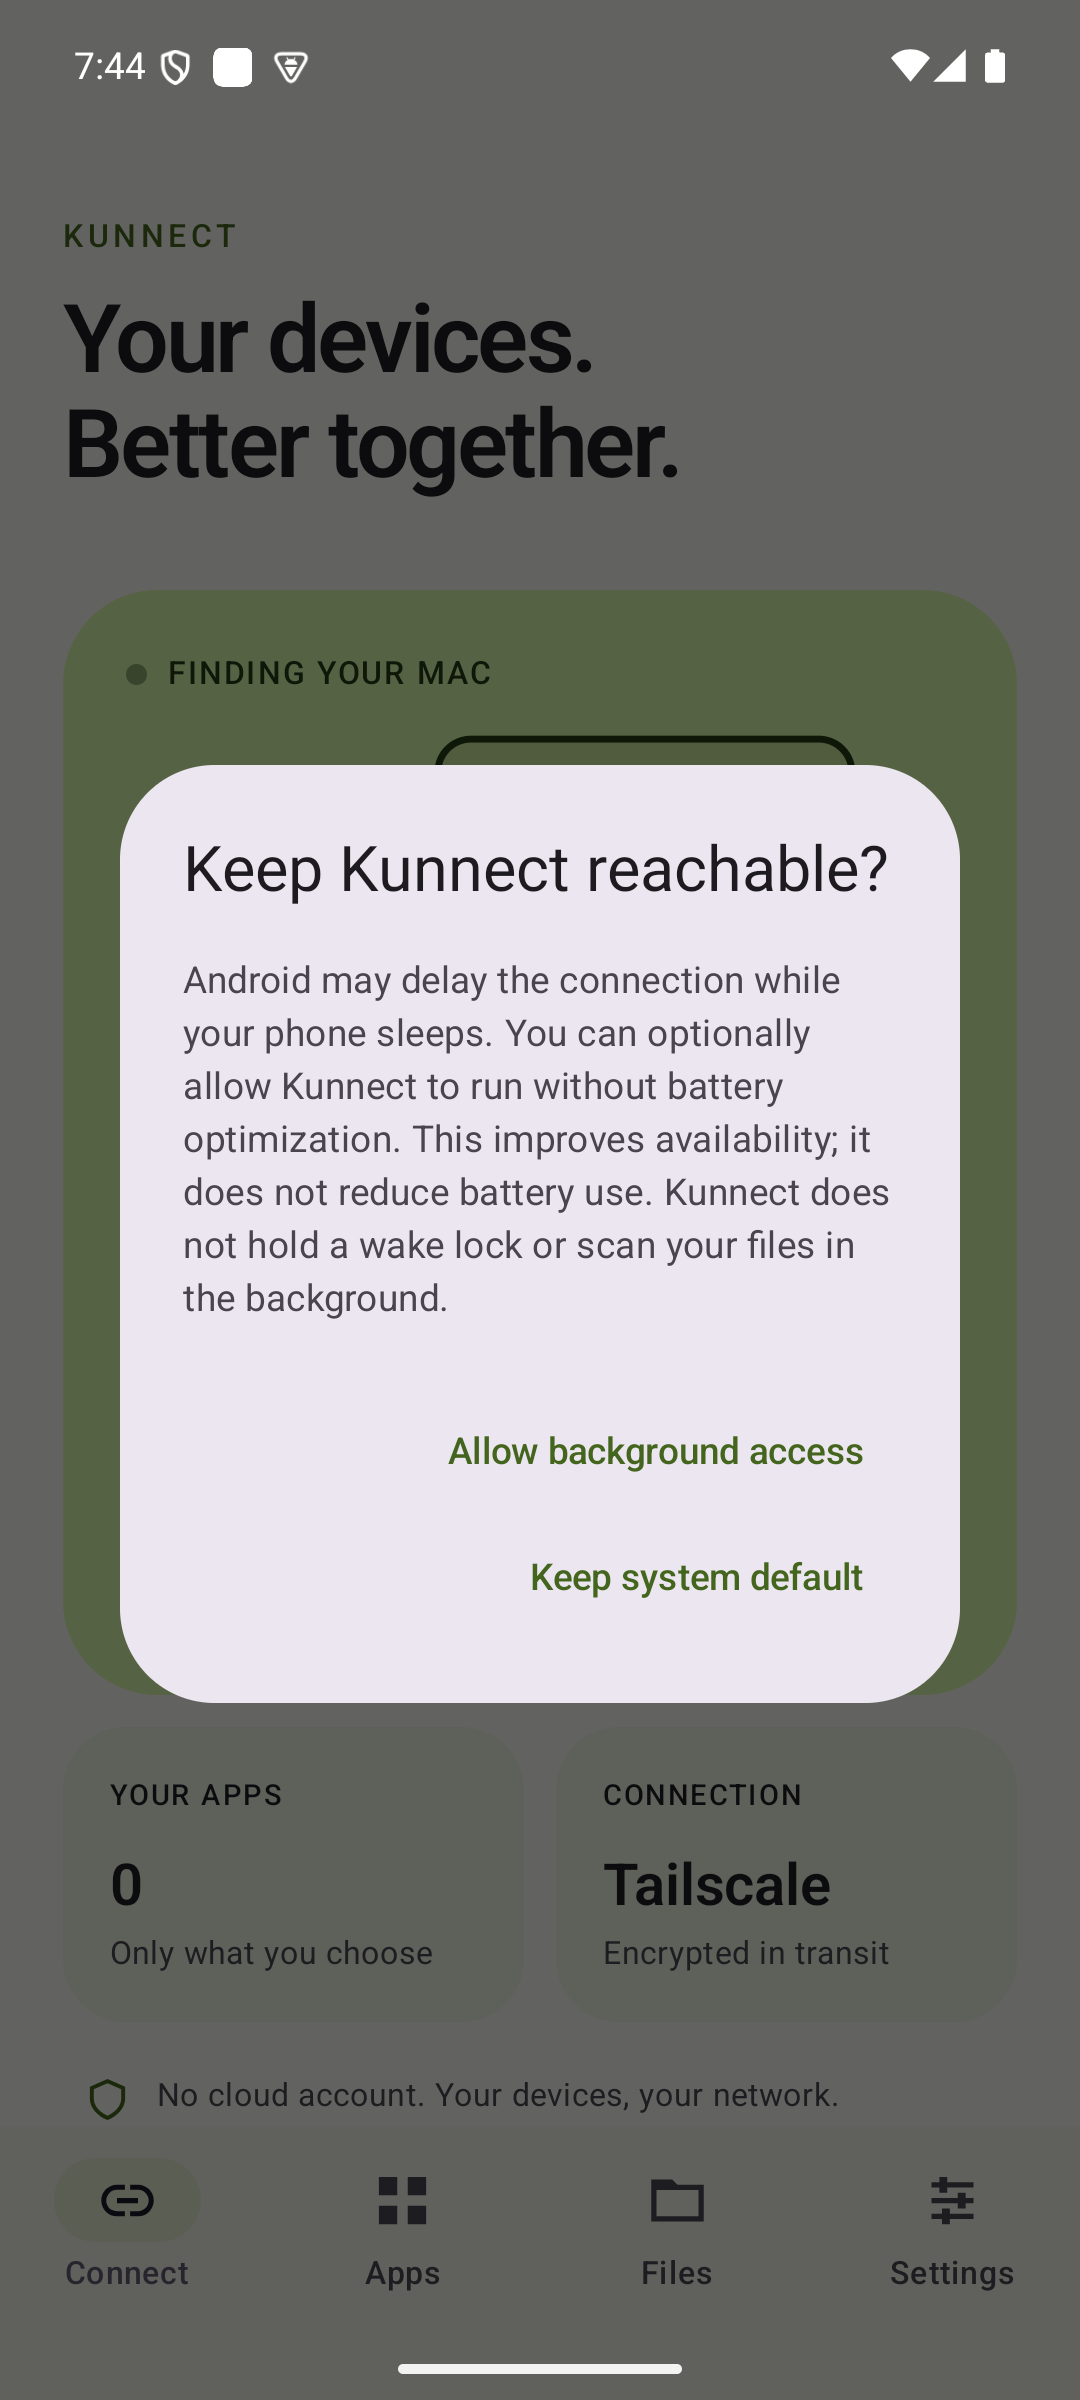 7:44
KUNNECT
Your devices.
Better together.
FINDING YOUR MAC
Keep Kunnect reachable?
Android may delay the connection while
your phone sleeps. You can optionally
allow Kunnect to run without battery
optimization. This improves availability; it
does not reduce battery use. Kunnect does
not hold a wake lock or scan your files in
the background.
Allow background access
Keep system default
YOUR APPS
0
Only what you choose
CONNECTION
Tailscale
Encrypted in transit
No cloud account. Your devices, your network.
Connect
Apps
Files
Settings